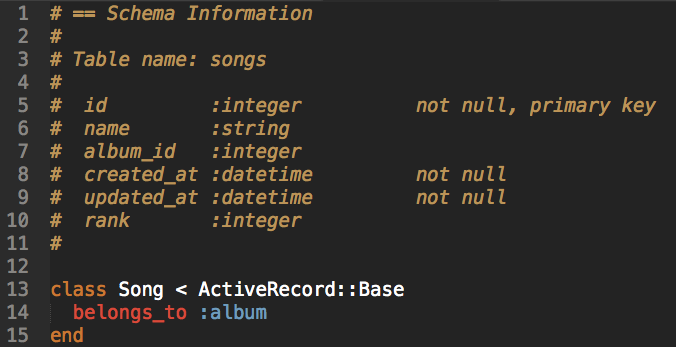 1 # == Schema Information
2 #
3 # Table name: songs
4 #
5 #  id         :integer          not null, primary key
6 #  name       :string
7 #  album_id   :integer
8 #  created_at :datetime         not null
9 #  updated_at :datetime         not null
10 #  rank       :integer
11 #
12
13 class Song < ActiveRecord::Base
14   belongs_to :album
15 end